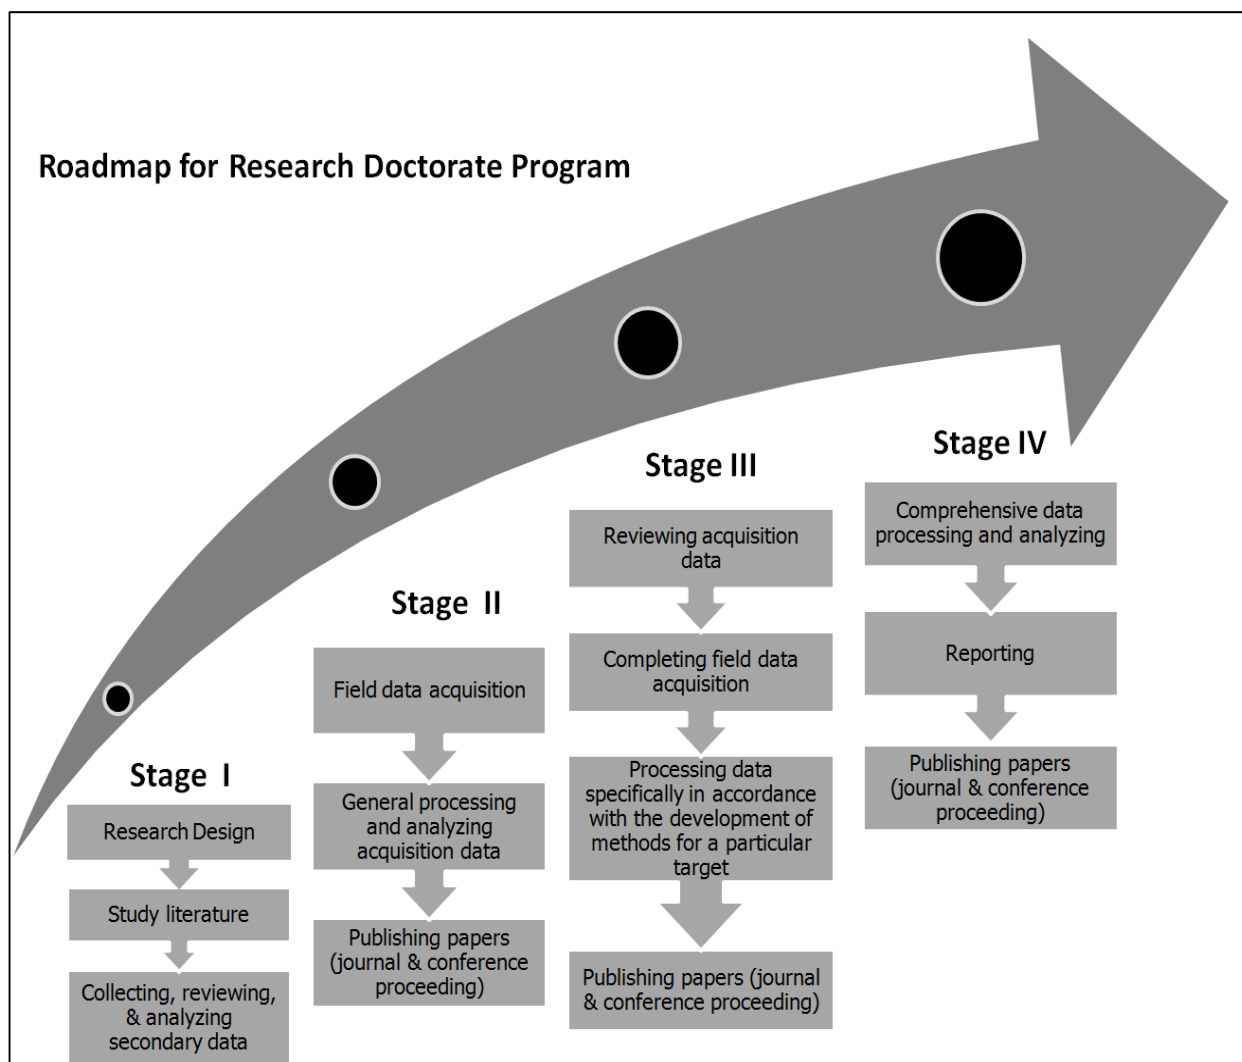 Roadmap for Research Doctorate Program
Stage I
Research Design
Study literature
Collecting, reviewing,
& analyzing
secondary data
Stage II
Field data acquisition
General processing
and analyzing
acquisition data
Publishing papers
(journal & conference
proceeding)
Stage III
Reviewing acquisition
data
Completing field data
acquisition
Processing data
specifically in accordance
with the development of
methods for a particular
target
Publishing papers (journal
& conference proceeding)
Stage IV
Comprehensive data
processing and analyzing
Reporting
Publishing papers
(journal & conference
proceeding)